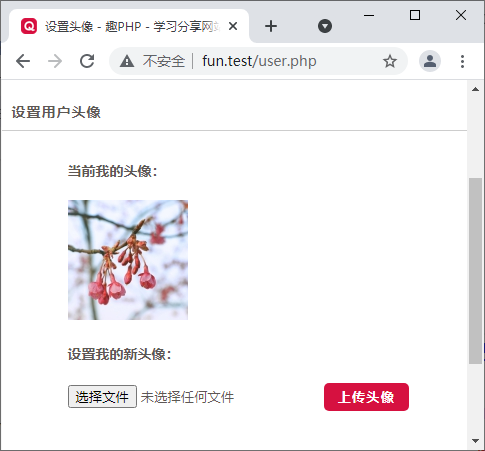 设置头像 - 趣PHP - 学习分享网
不安全 fun.test/user.php
设置用户头像
当前我的头像：
设置我的新头像：
选择文件 未选择任何文件 上传头像